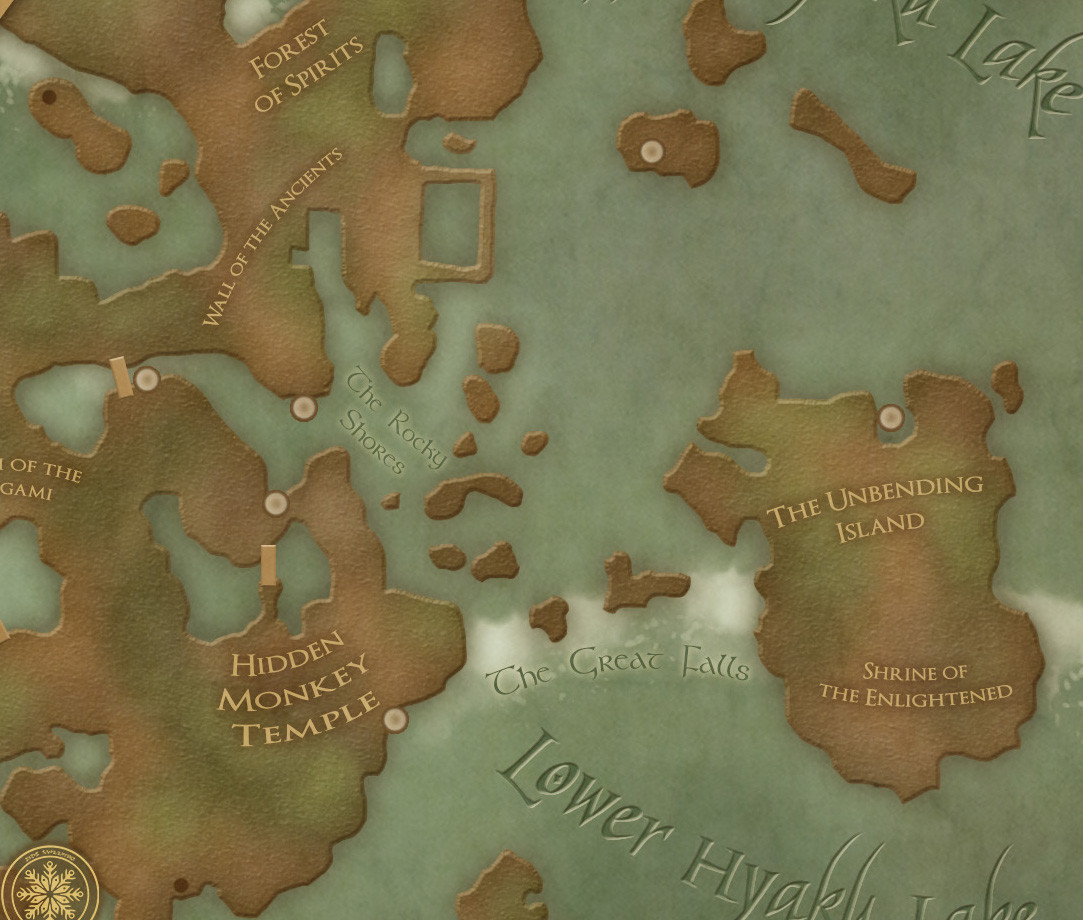 Lake
FOREST
OF SPIRITS
WALL OF THE ANCIENTS
The Rocky
Shores
OF THE
GAMI
THE UNBENDING
ISLAND
HIDDEN
MONKEY
TEMPLE
The Great Falls
SHRINE OF
THE ENLIGHTENED
Lower Hyaku Lake